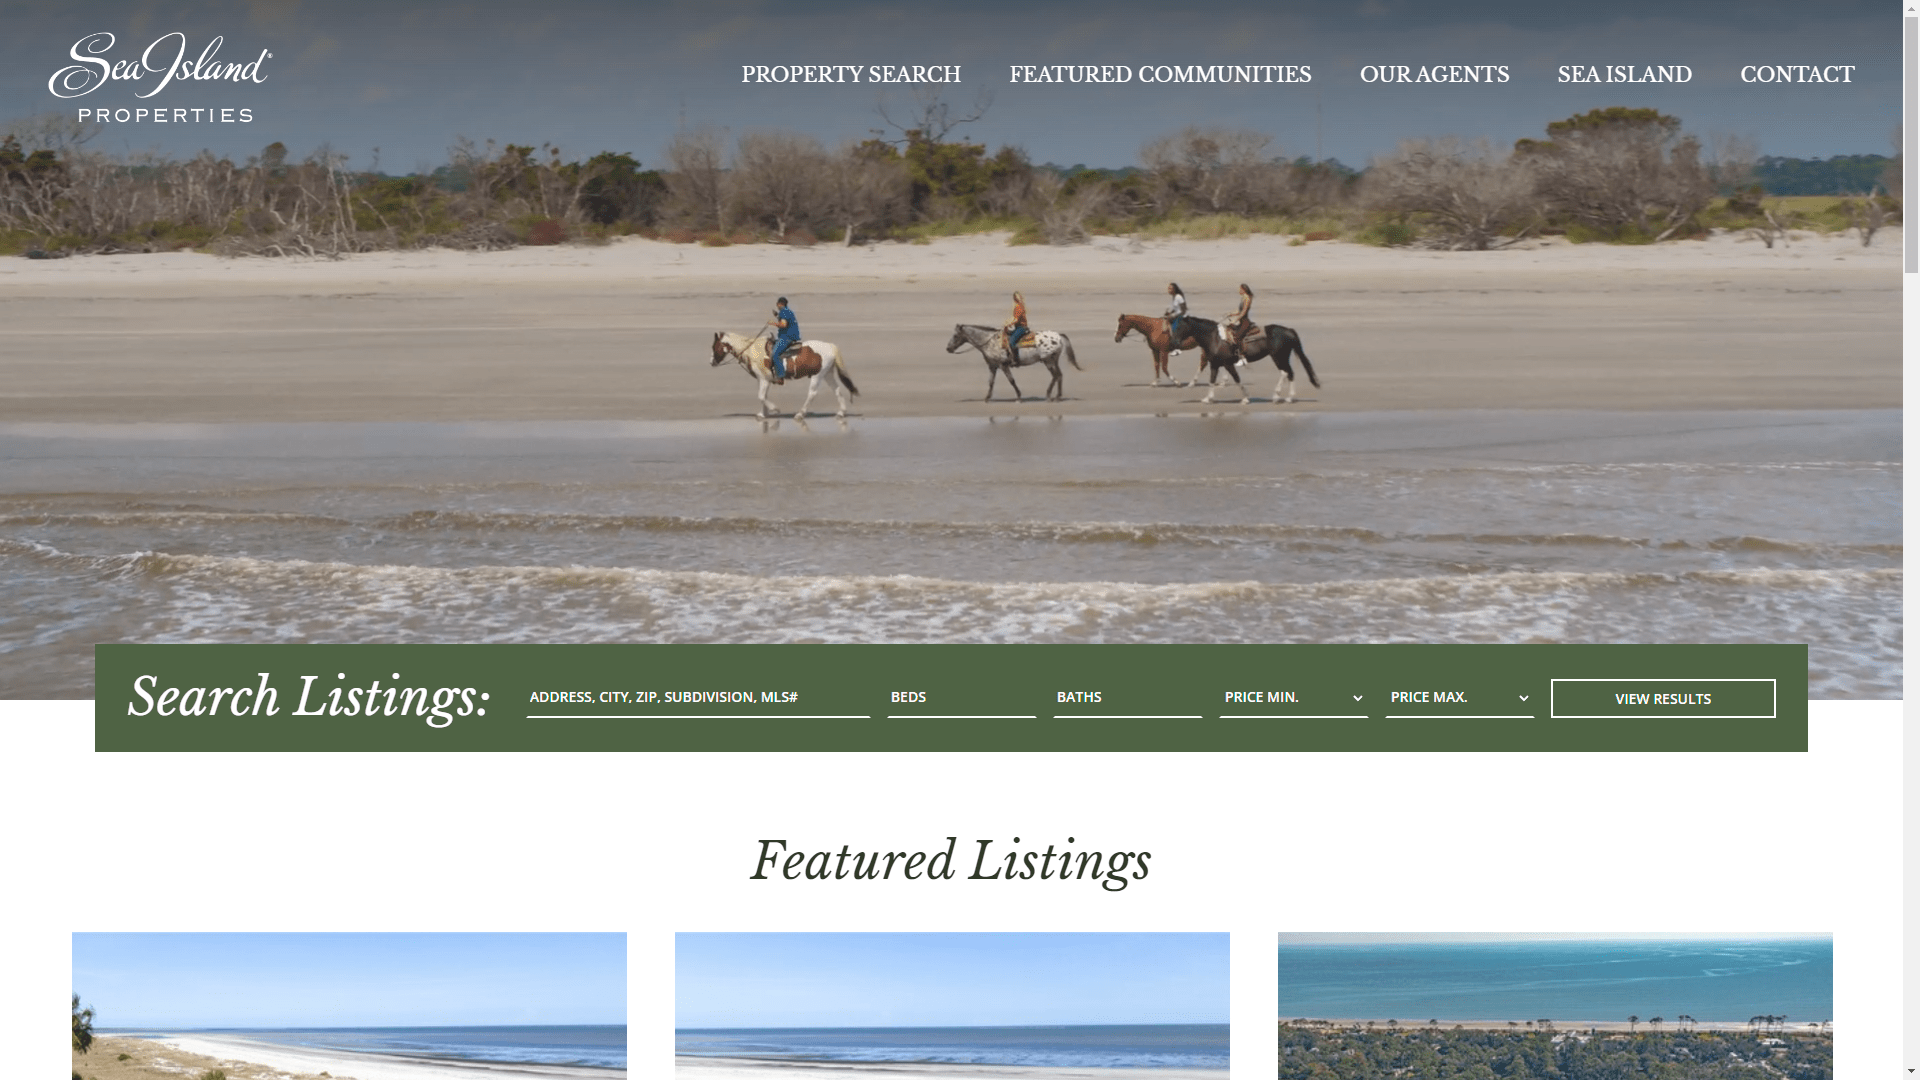 Sea Island®
PROPERTIES
PROPERTY SEARCH
FEATURED COMMUNITIES
OUR AGENTS
SEA ISLAND
CONTACT
Search Listings:
ADDRESS, CITY, ZIP, SUBDIVISION, MLS#
BEDS
BATHS
PRICE MIN.
PRICE MAX.
VIEW RESULTS
Featured Listings